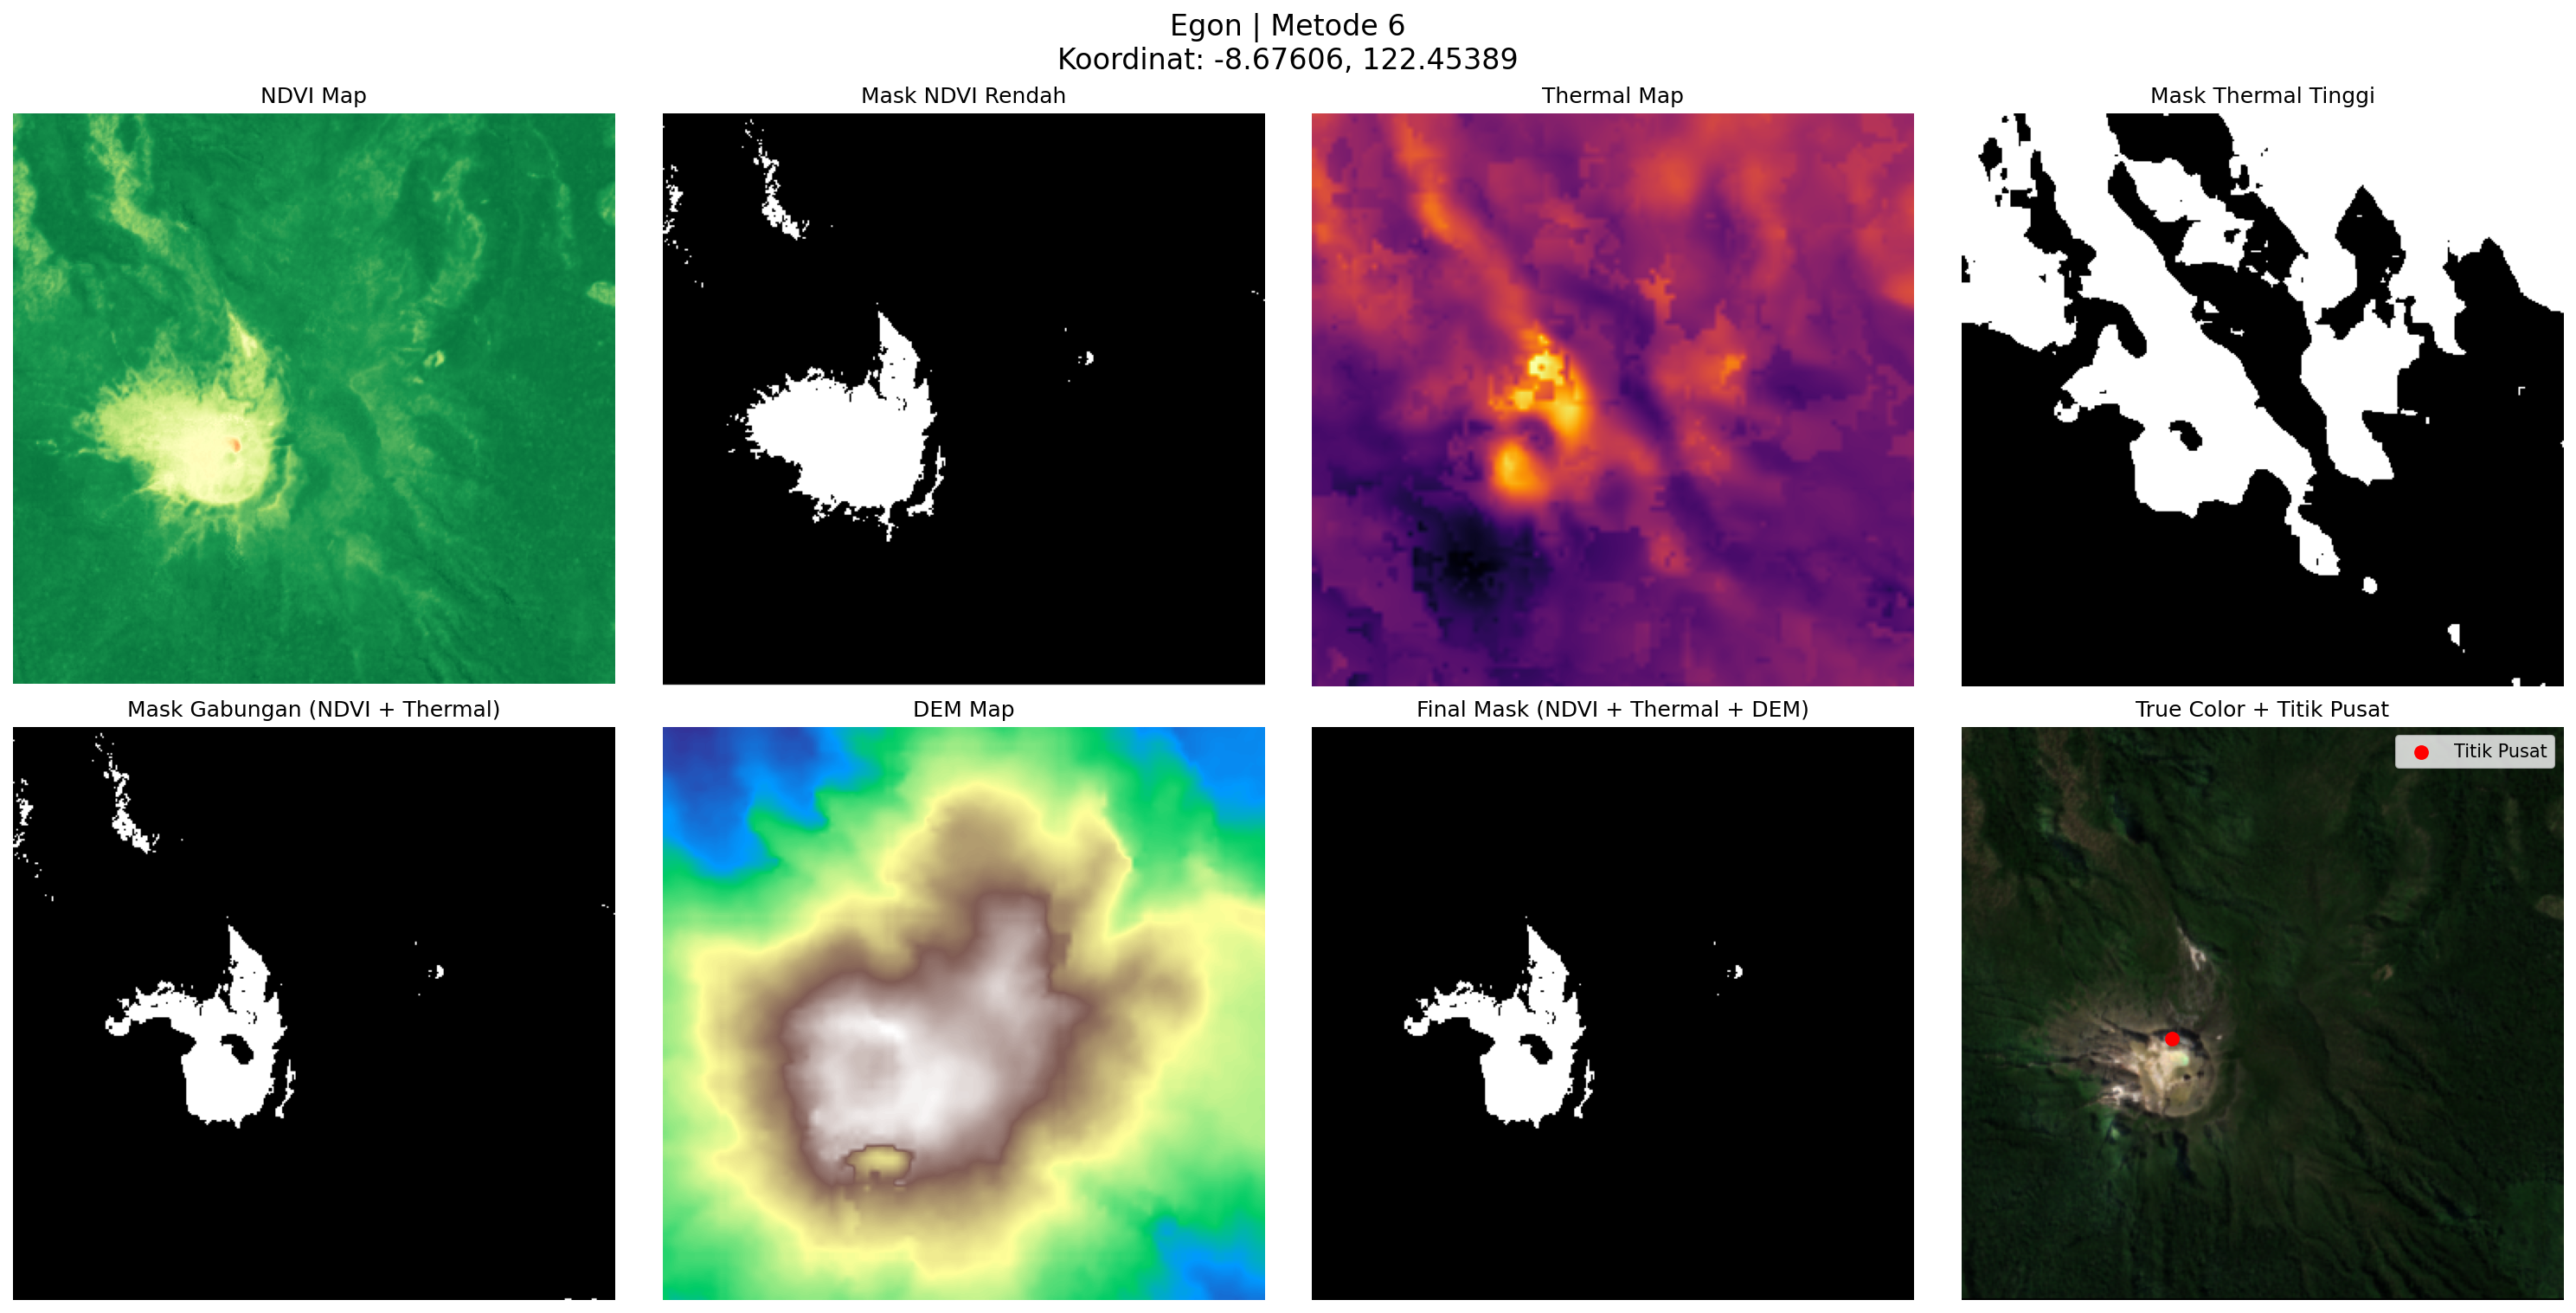 Egon | Metode 6
Koordinat: -8.67606, 122.45389
NDVI Map
Mask NDVI Rendah
Thermal Map
Mask Thermal Tinggi
Mask Gabungan (NDVI + Thermal)
DEM Map
Final Mask (NDVI + Thermal + DEM)
True Color + Titik Pusat
Titik Pusat